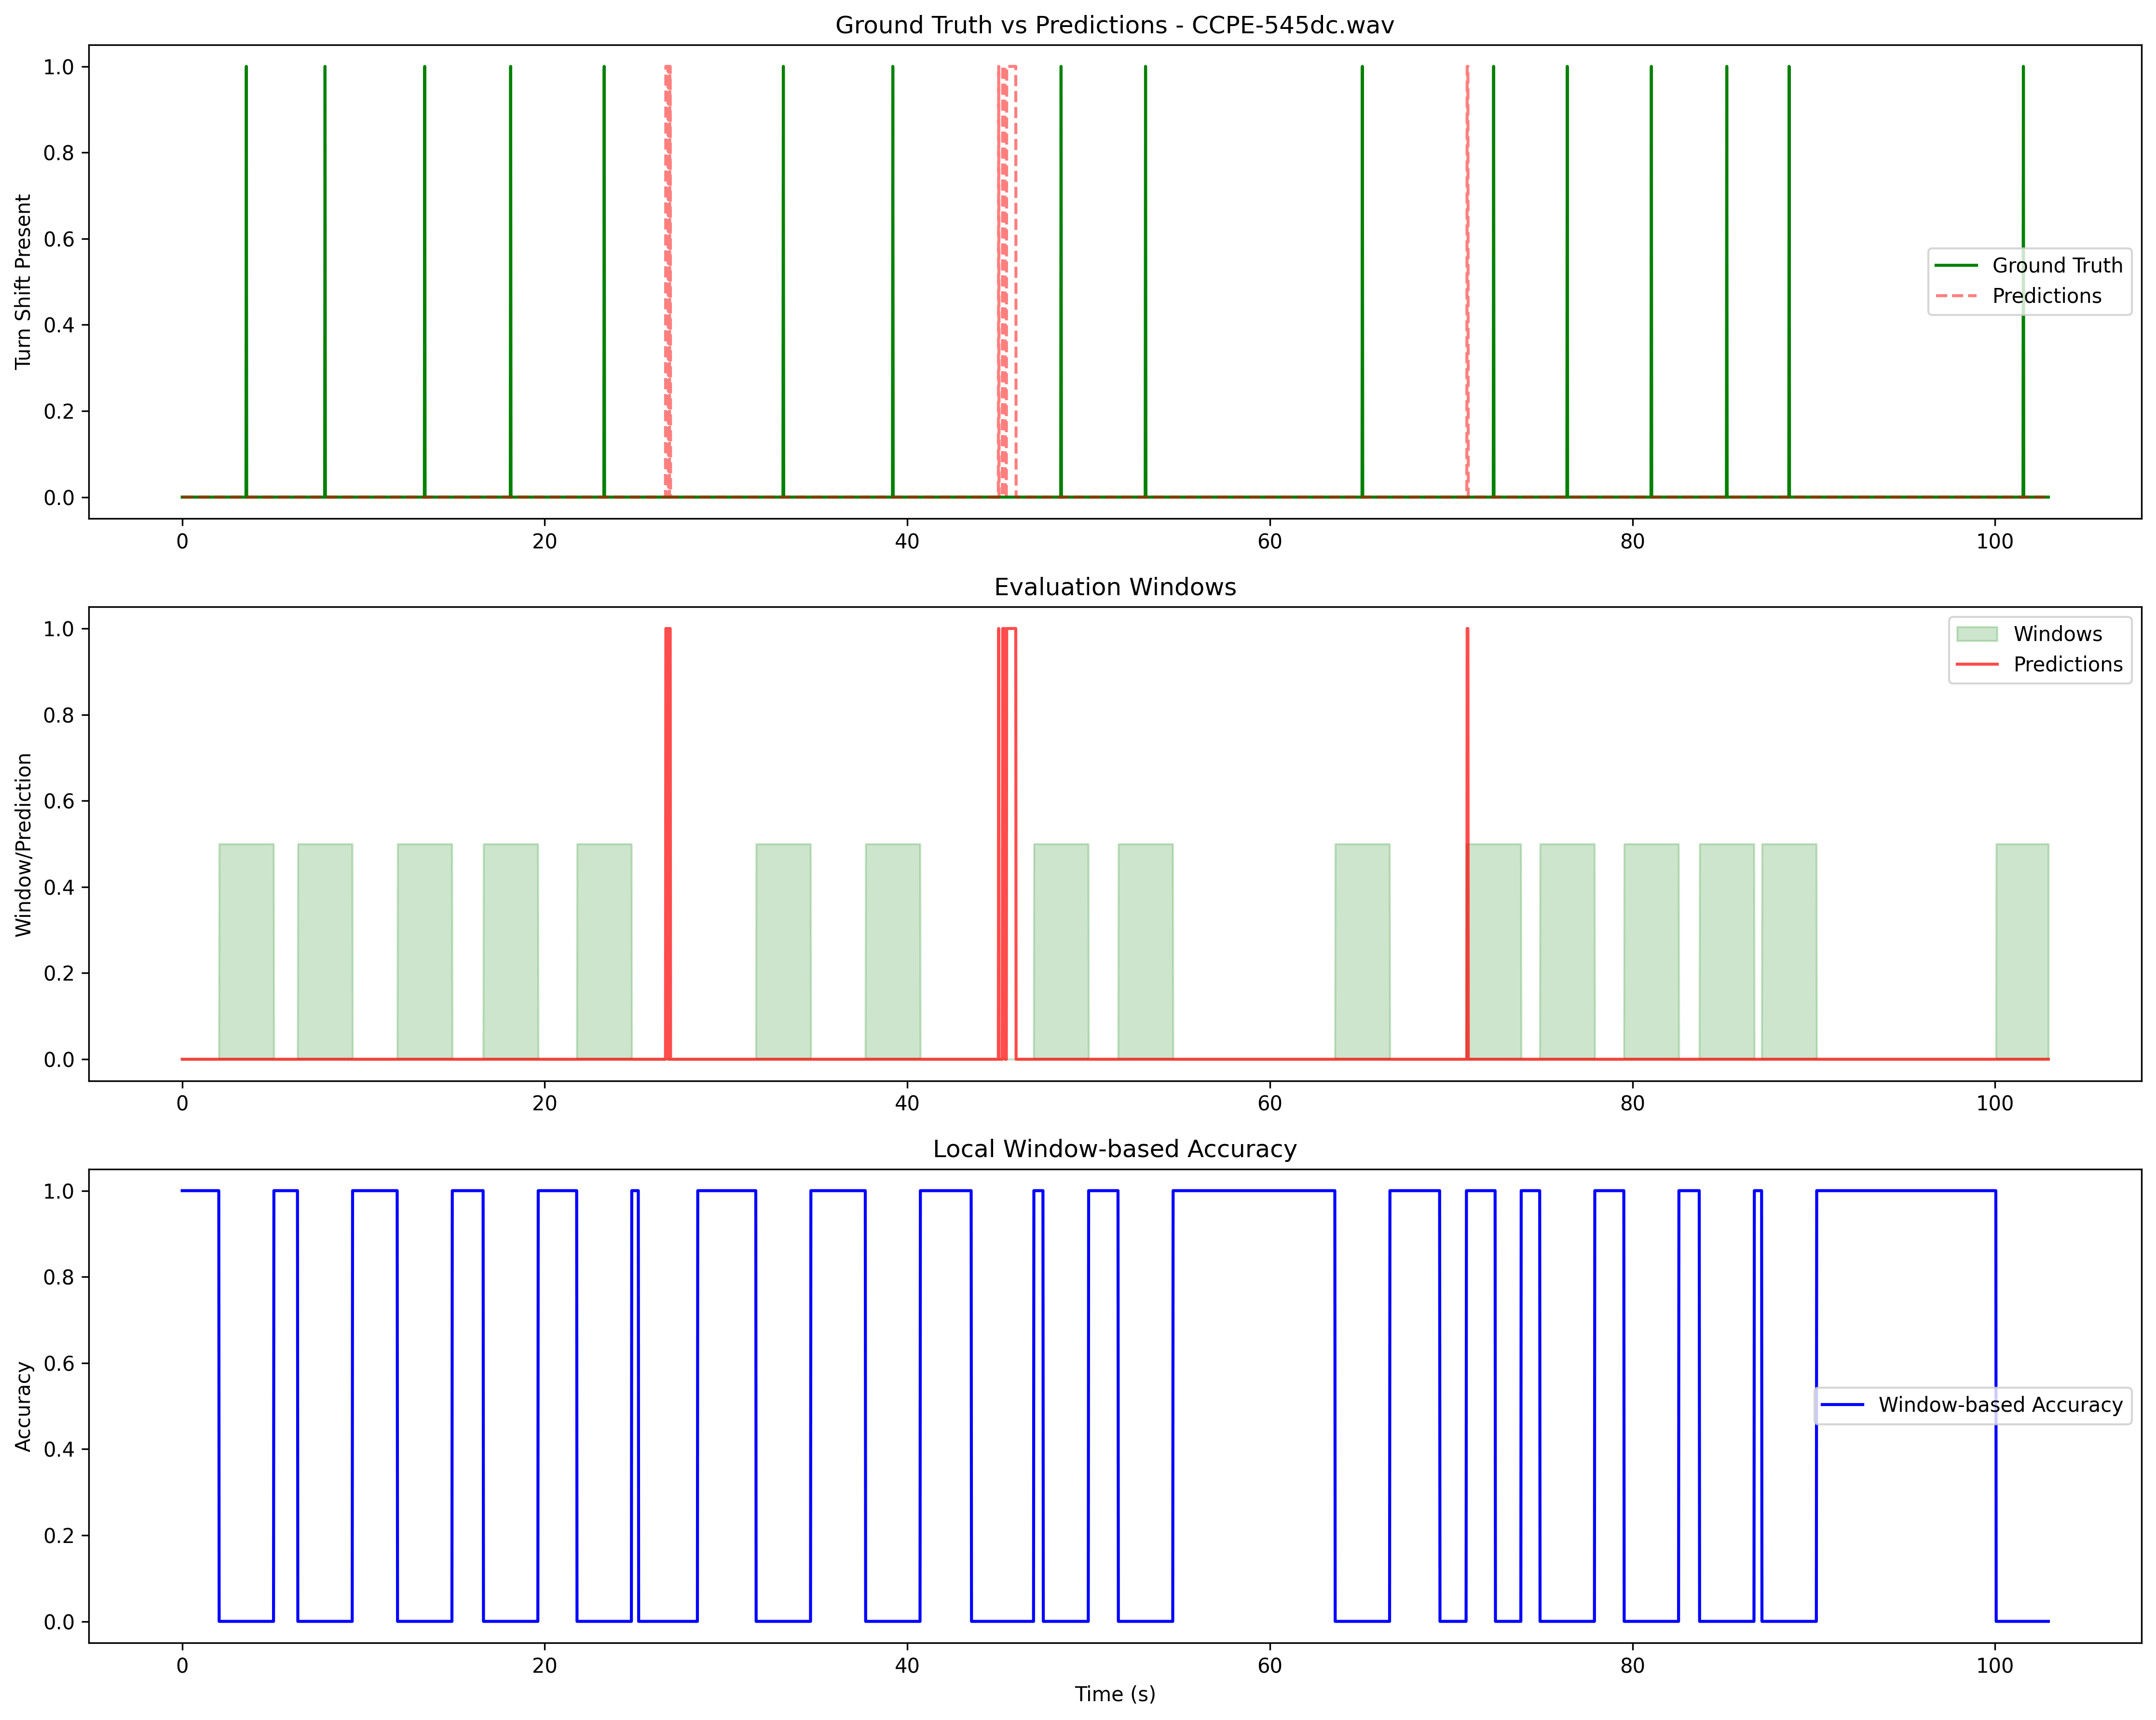 Ground Truth vs Predictions - CCPE-545dc.wav
Turn Shift Present
1.0
0.8
0.6
0.4
0.2
0.0
Ground Truth
Predictions
0 20 40 60 80 100
Evaluation Windows
Window/Prediction
1.0
0.8
0.6
0.4
0.2
0.0
Windows
Predictions
0 20 40 60 80 100
Local Window-based Accuracy
Accuracy
1.0
0.8
0.6
0.4
0.2
0.0
Window-based Accuracy
0 20 40 60 80 100
Time (s)